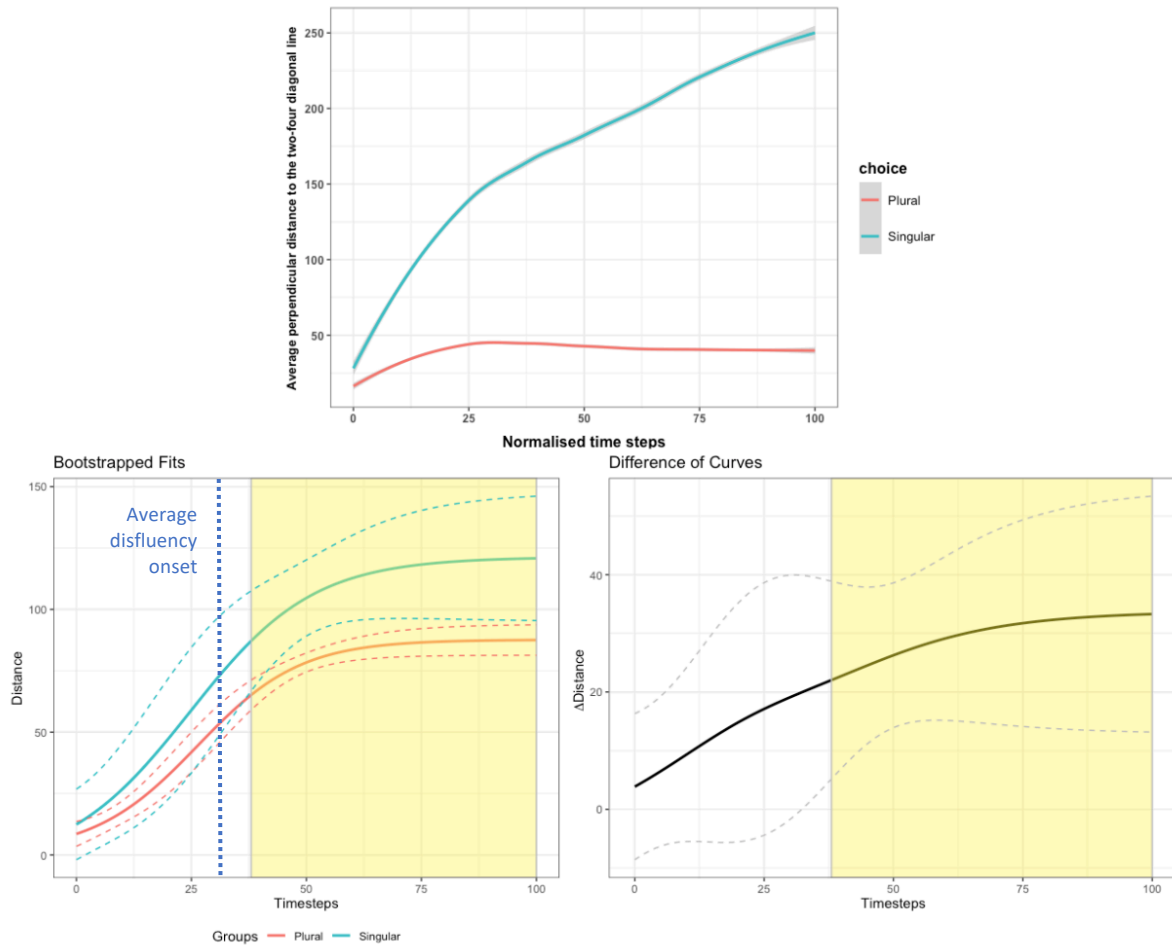 Average perpendicular distance to the two-four diagonal line
250
200
150
100
50
0
25
50
75
100
Normalised time steps
choice
Plural
Singular
Bootstrapped Fits
Distance
150
100
50
0
Average
disfluency
onset
0
25
50
75
100
Timesteps
Groups
Plural
Singular
Difference of Curves
ΔDistance
40
20
0
0
25
50
75
100
Timesteps